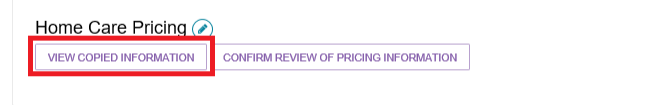 Home Care Pricing
VIEW COPIED INFORMATION CONFIRM REVIEW OF PRICING INFORMATION